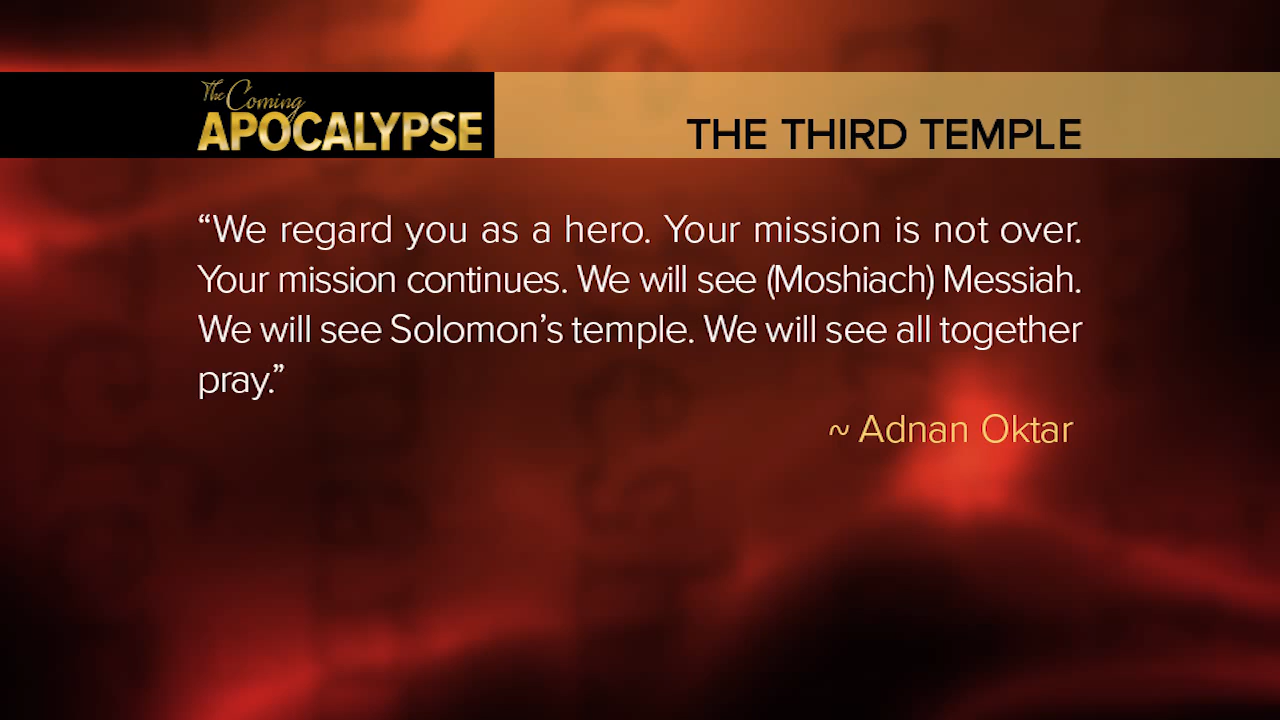 The Coming
APOCALYPSE
THE THIRD TEMPLE
“We regard you as a hero. Your mission is not over.
Your mission continues. We will see (Moshiach) Messiah.
We will see Solomon’s temple. We will see all together
pray.”
~ Adnan Oktar